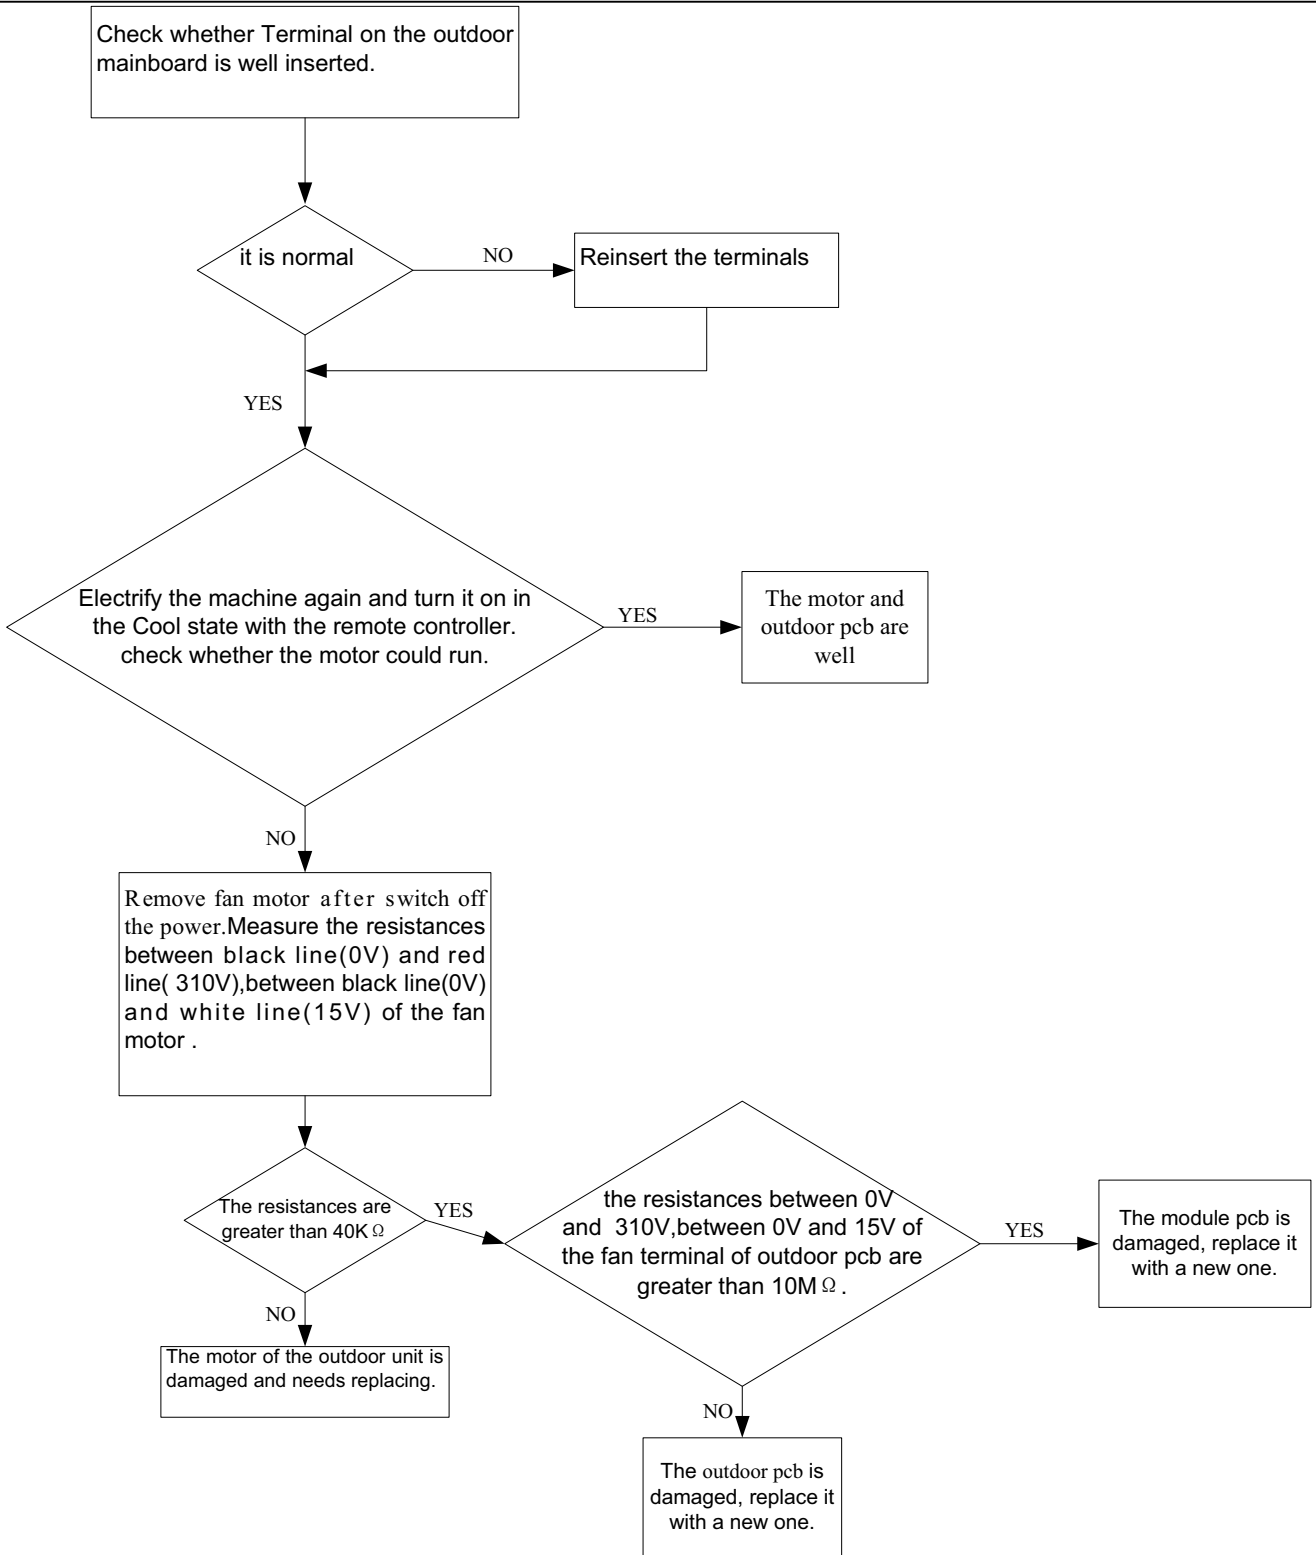 Check whether Terminal on the outdoor
mainboard is well inserted.
it is normal
NO
Reinsert the terminals
YES
Electrify the machine again and turn it on in
the Cool state with the remote controller.
check whether the motor could run.
YES
The motor and
outdoor pcb are
well
NO
Remove fan motor after switch off
the power.Measure the resistances
between black line(0V) and red
line( 310V),between black line(0V)
and white line(15V) of the fan
motor .
The resistances are
greater than 40K Ω
YES
the resistances between 0V
and 310V,between 0V and 15V of
the fan terminal of outdoor pcb are
greater than 10M Ω .
YES
The module pcb is
damaged, replace it
with a new one.
NO
The motor of the outdoor unit is
damaged and needs replacing.
NO
The outdoor pcb is
damaged, replace it
with a new one.